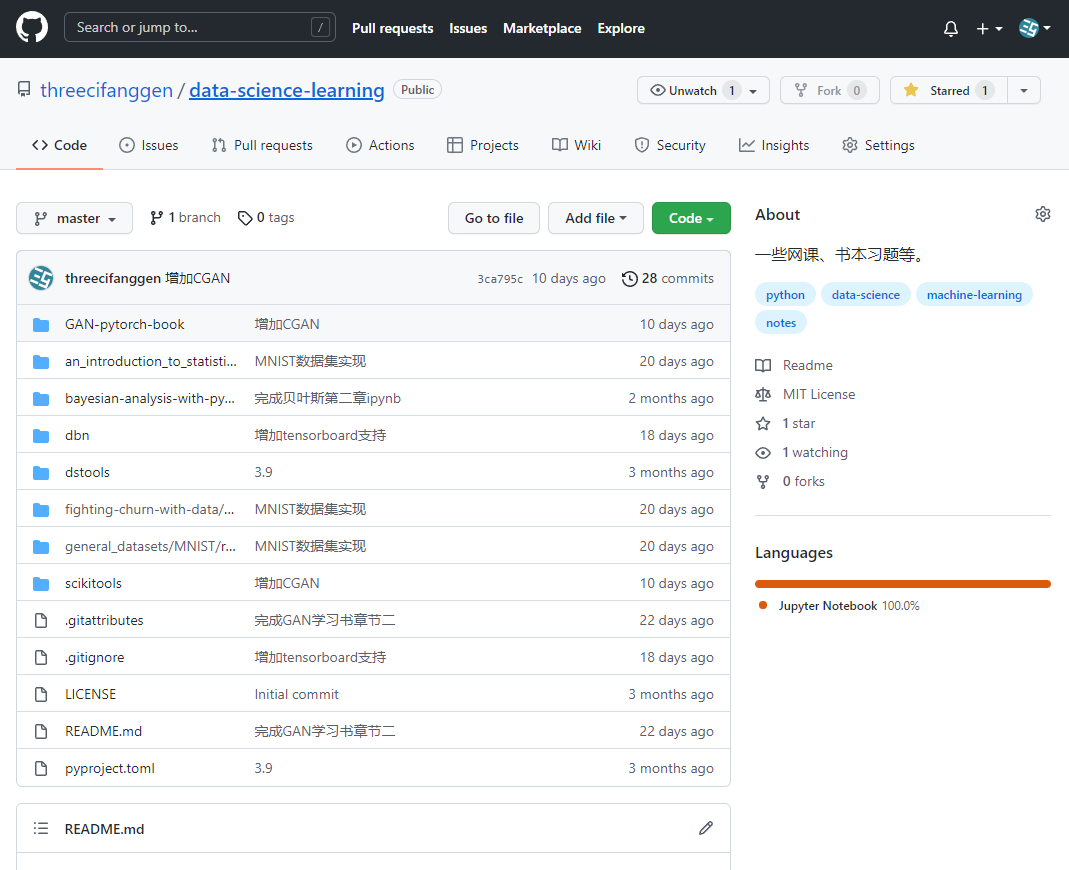 Search or jump to... / Pull requests Issues Marketplace Explore
threecifanggen / data-science-learning Public Unwatch 1 Fork 0 Starred 1
Code Issues Pull requests Actions Projects Wiki Security Insights Settings
master 1 branch 0 tags Go to file Add file Code
threecifanggen 增加CGAN 3ca795c 10 days ago 28 commits
GAN-pytorch-book 增加CGAN 10 days ago
an_introduction_to_statisti... MNIST数据集实现 20 days ago
bayesian-analysis-with-py... 完成贝叶斯第二章ipynb 2 months ago
dbn 增加tensorboard支持 18 days ago
dstools 3.9 3 months ago
fighting-churn-with-data/... MNIST数据集实现 20 days ago
general_datasets/MNIST/r... MNIST数据集实现 20 days ago
scikitools 增加CGAN 10 days ago
.gitattributes 完成GAN学习书章节二 22 days ago
.gitignore 增加tensorboard支持 18 days ago
LICENSE Initial commit 3 months ago
README.md 完成GAN学习书章节二 22 days ago
pyproject.toml 3.9 3 months ago
README.md
About
一些网课、书本习题等。
python data-science machine-learning
notes
Readme
MIT License
1 star
1 watching
0 forks
Languages
Jupyter Notebook 100.0%